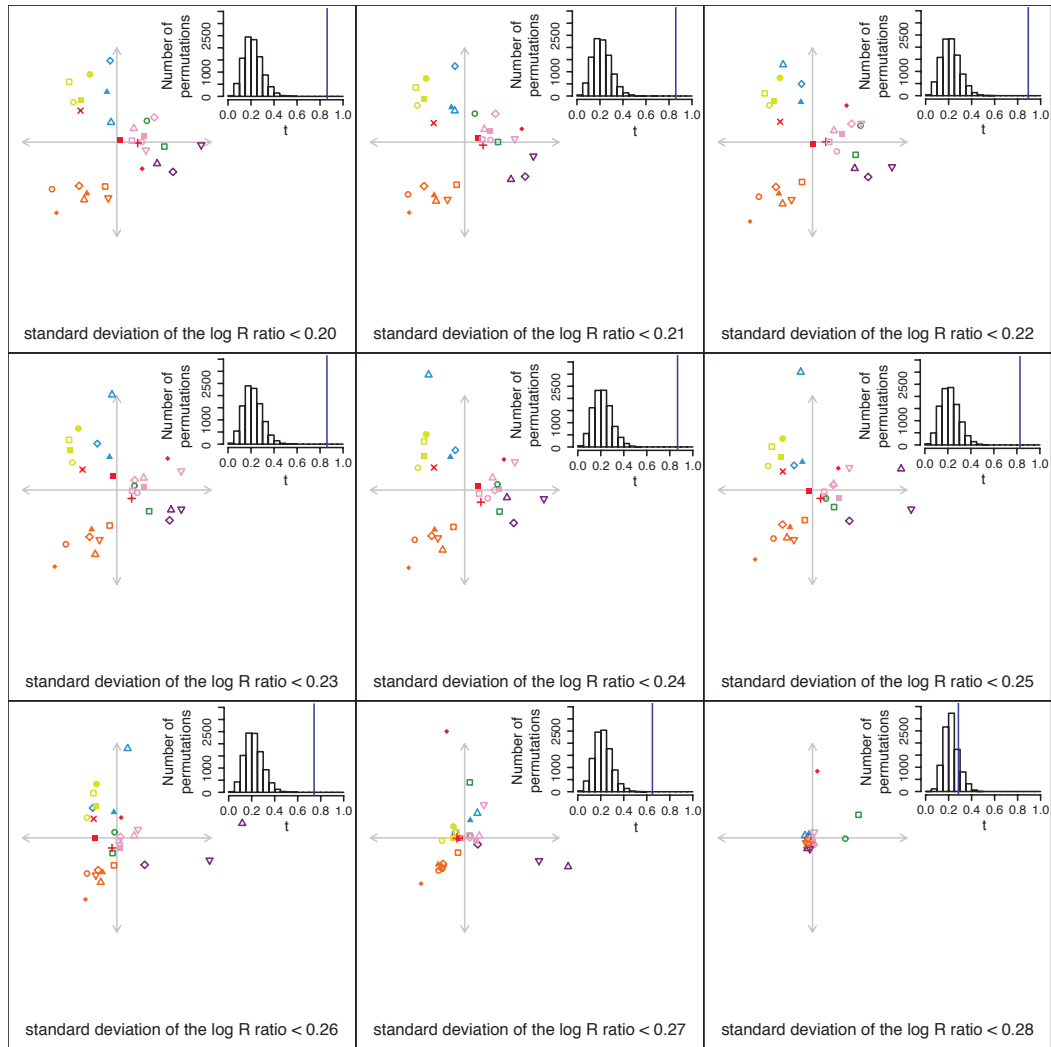 Number of
permutations
0 1000 2500
0.0 0.2 0.4 0.6 0.8 1.0
t
standard deviation of the log R ratio < 0.20
Number of
permutations
0 1000 2500
0.0 0.2 0.4 0.6 0.8 1.0
t
standard deviation of the log R ratio < 0.21
Number of
permutations
0 1000 2500
0.0 0.2 0.4 0.6 0.8 1.0
t
standard deviation of the log R ratio < 0.22
Number of
permutations
0 1000 2500
0.0 0.2 0.4 0.6 0.8 1.0
t
standard deviation of the log R ratio < 0.23
Number of
permutations
0 1000 2500
0.0 0.2 0.4 0.6 0.8 1.0
t
standard deviation of the log R ratio < 0.24
Number of
permutations
0 1000 2500
0.0 0.2 0.4 0.6 0.8 1.0
t
standard deviation of the log R ratio < 0.25
Number of
permutations
0 1000 2500
0.0 0.2 0.4 0.6 0.8 1.0
t
standard deviation of the log R ratio < 0.26
Number of
permutations
0 1000 2500
0.0 0.2 0.4 0.6 0.8 1.0
t
standard deviation of the log R ratio < 0.27
Number of
permutations
0 1000 2500
0.0 0.2 0.4 0.6 0.8 1.0
t
standard deviation of the log R ratio < 0.28